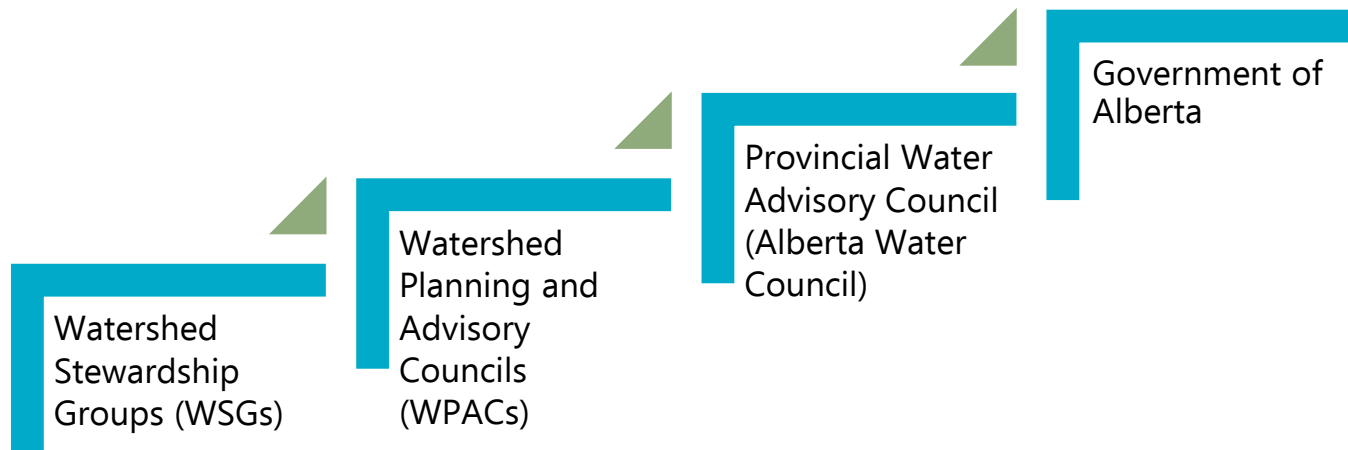 Watershed
Stewardship
Groups (WSGs)
Watershed
Planning and
Advisory
Councils
(WPACs)
Provincial Water
Advisory Council
(Alberta Water
Council)
Government of
Alberta